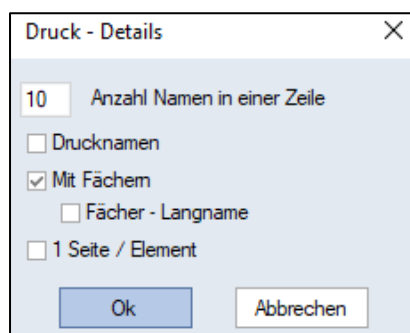 Druck - Details
10 Anzahl Namen in einer Zeile
Drucknamen
Mit Fächern
Fächer - Langname
1 Seite / Element
Ok Abbrechen